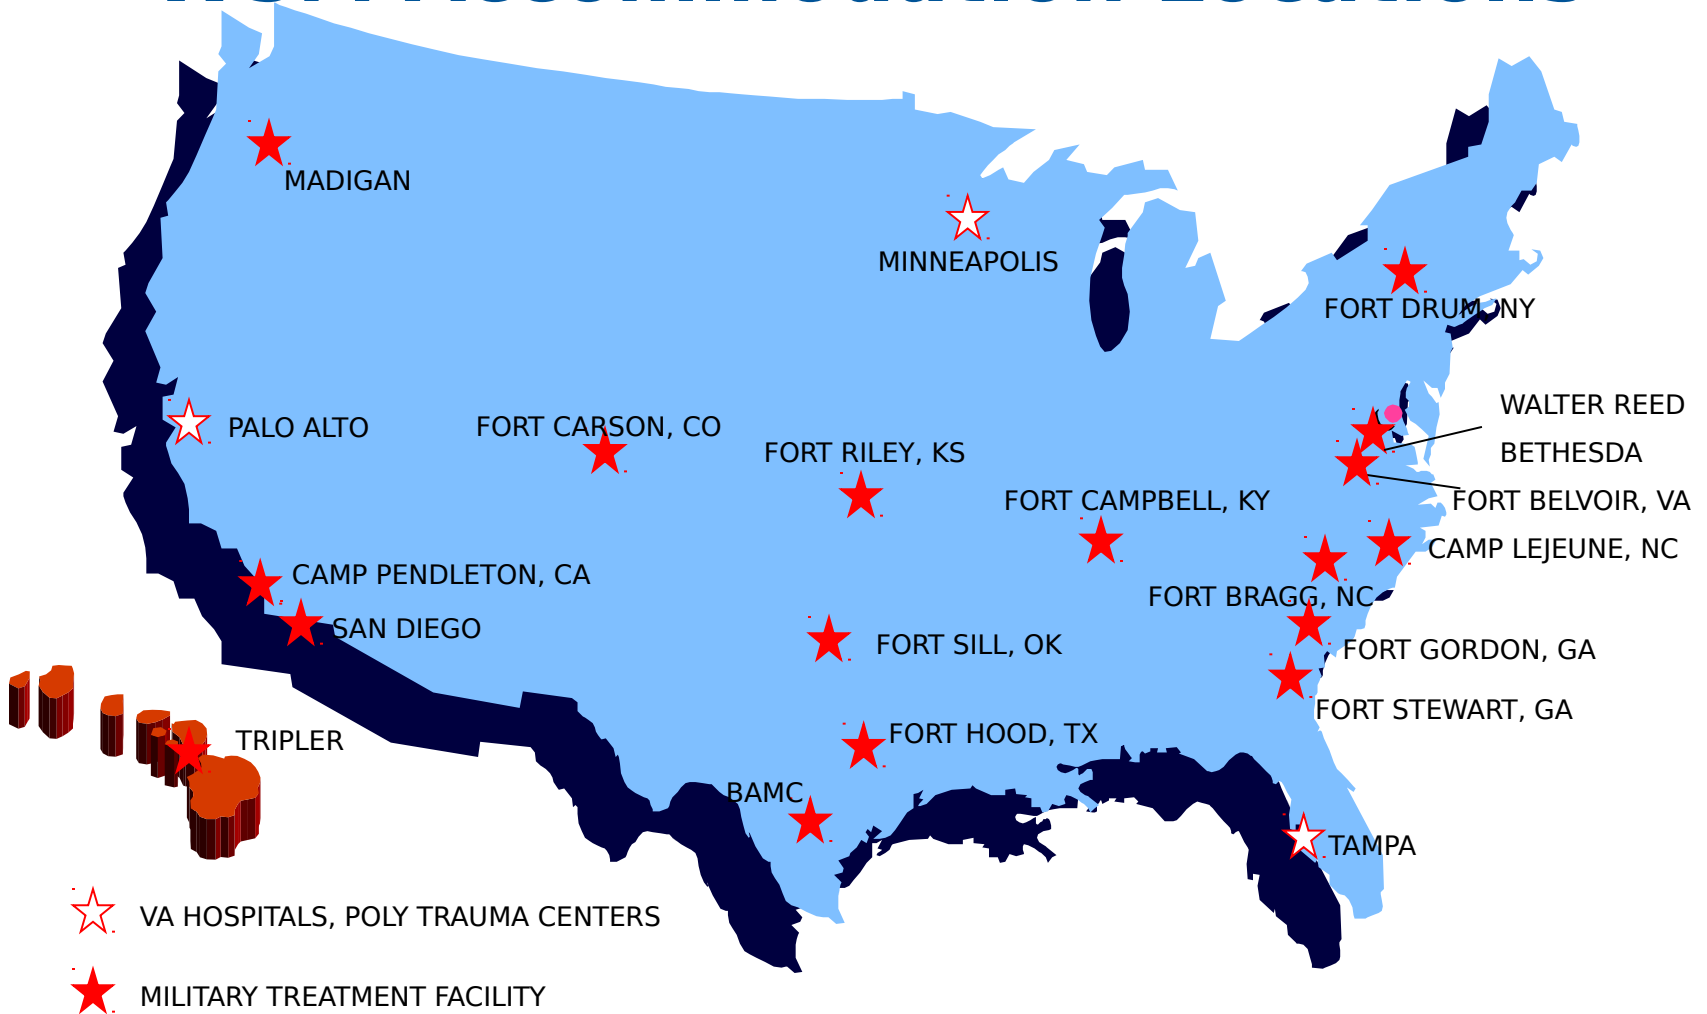 Accommodation Locations
MADIGAN
MINNEAPOLIS
FORT DRUM, NY
PALO ALTO
FORT CARSON, CO
FORT RILEY, KS
WALTER REED
BETHESDA
FORT CAMPBELL, KY
FORT BELVOIR, VA
CAMP LEJEUNE, NC
CAMP PENDLETON, CA
FORT BRAGG, NC
SAN DIEGO
FORT SILL, OK
FORT GORDON, GA
FORT STEWART, GA
TRIPLER
FORT HOOD, TX
BAMC
TAMPA
VA HOSPITALS, POLY TRAUMA CENTERS
MILITARY TREATMENT FACILITY